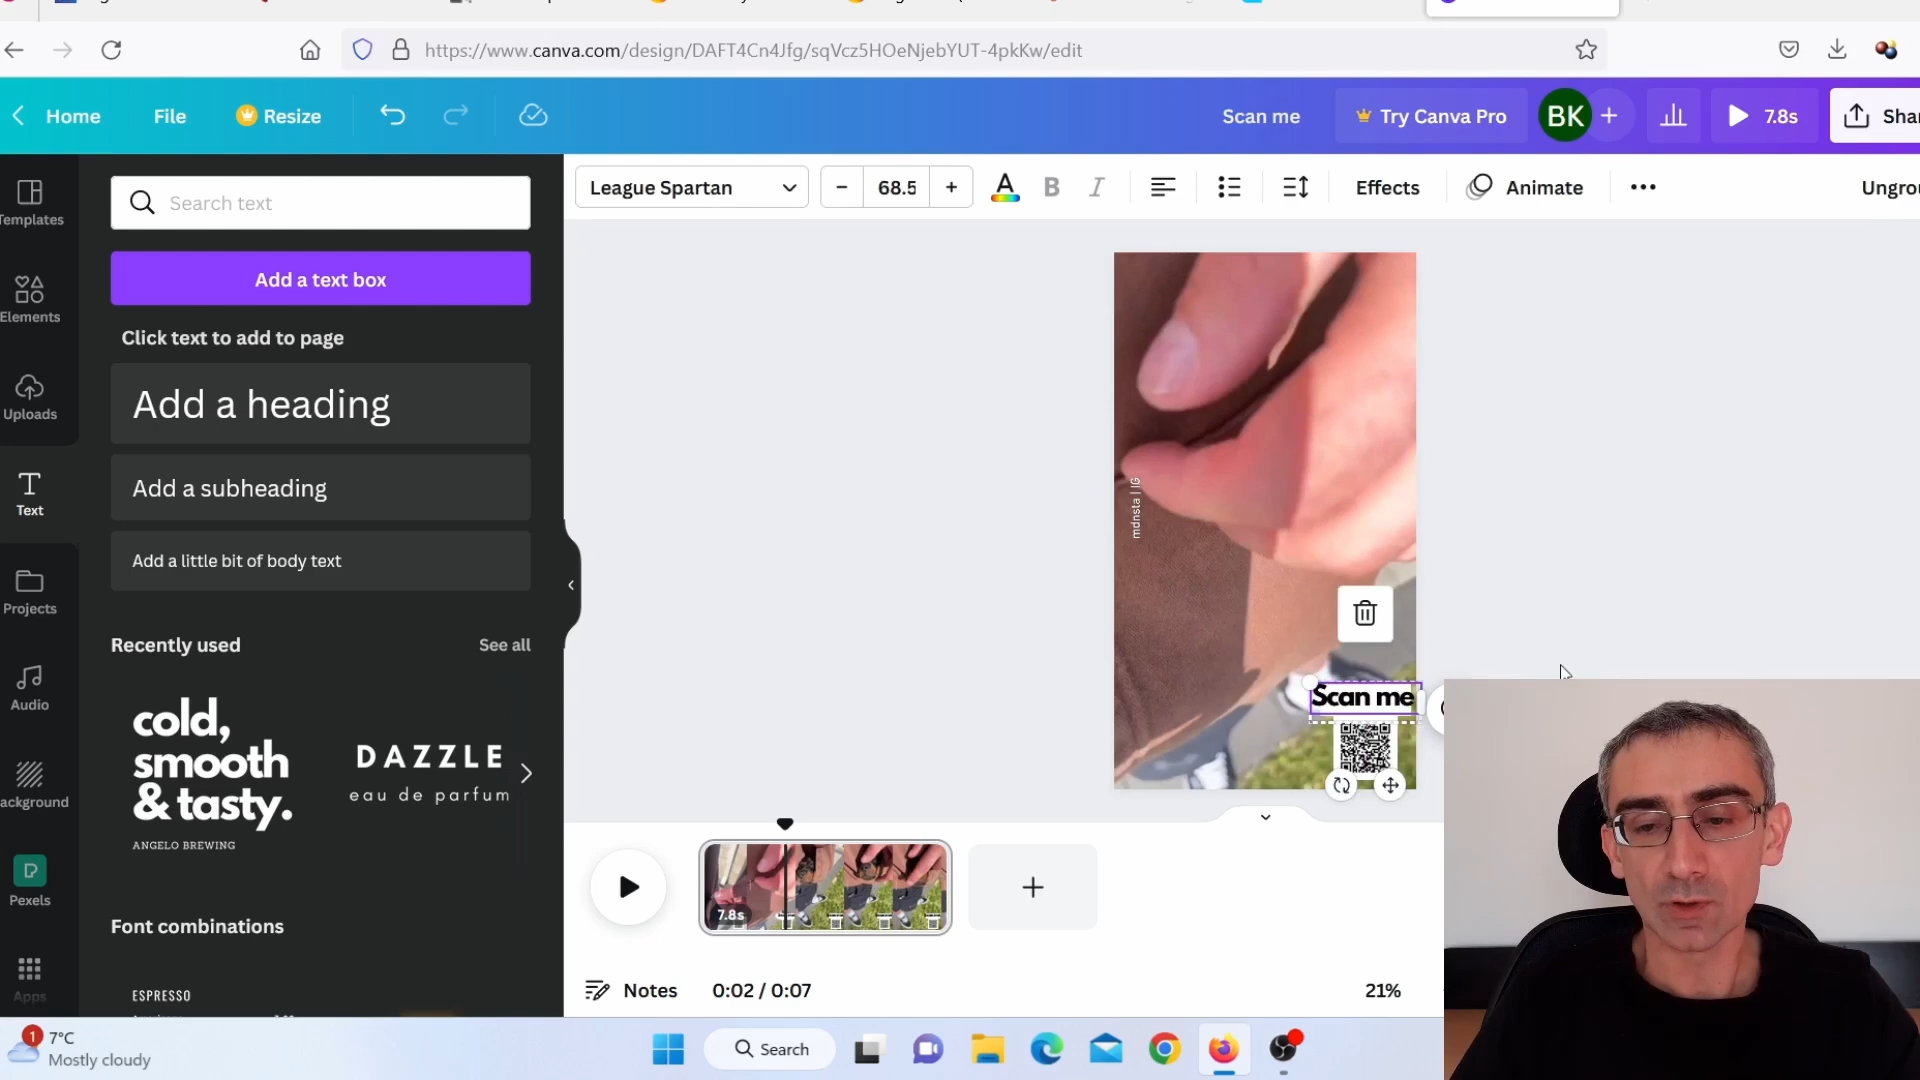 https://www.canva.com/design/DAFT4Cn4Jfg/sqVcz5HOeNjebYUT-4pkKw/edit
Home
File
Resize
Scan me
Try Canva Pro
BK
7.8s
League Spartan
68.5
A
B
I
Effects
Animate
Search text
Add a text box
Click text to add to page
Add a heading
Add a subheading
Add a little bit of body text
Recently used
See all
cold,
smooth
& tasty.
ANGELO BREWING
DAZZLE
eau de parfum
Font combinations
ESPRESSO
Templates
Elements
Uploads
Text
Projects
Audio
ackground
Pexels
Apps
mdnsta | IG
Scan me
7.8s
Notes
0:02 / 0:07
21%
1
7°C
Mostly cloudy
Search